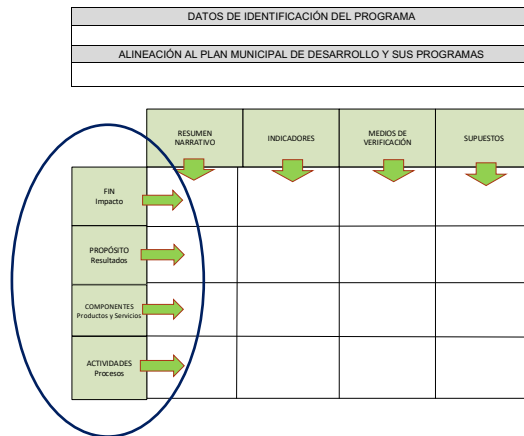 DATOS DE IDENTIFICACIÓN DEL PROGRAMA
ALINEACIÓN AL PLAN MUNICIPAL DE DESARROLLO Y SUS PROGRAMAS
RESUMEN
NARRATIVO
INDICADORES
MEDIOS DE
VERIFICACIÓN
SUPUESTOS
FIN
Impacto
PROPÓSITO
Resultados
COMPONENTES
Productos y Servicios
ACTIVIDADES
Procesos